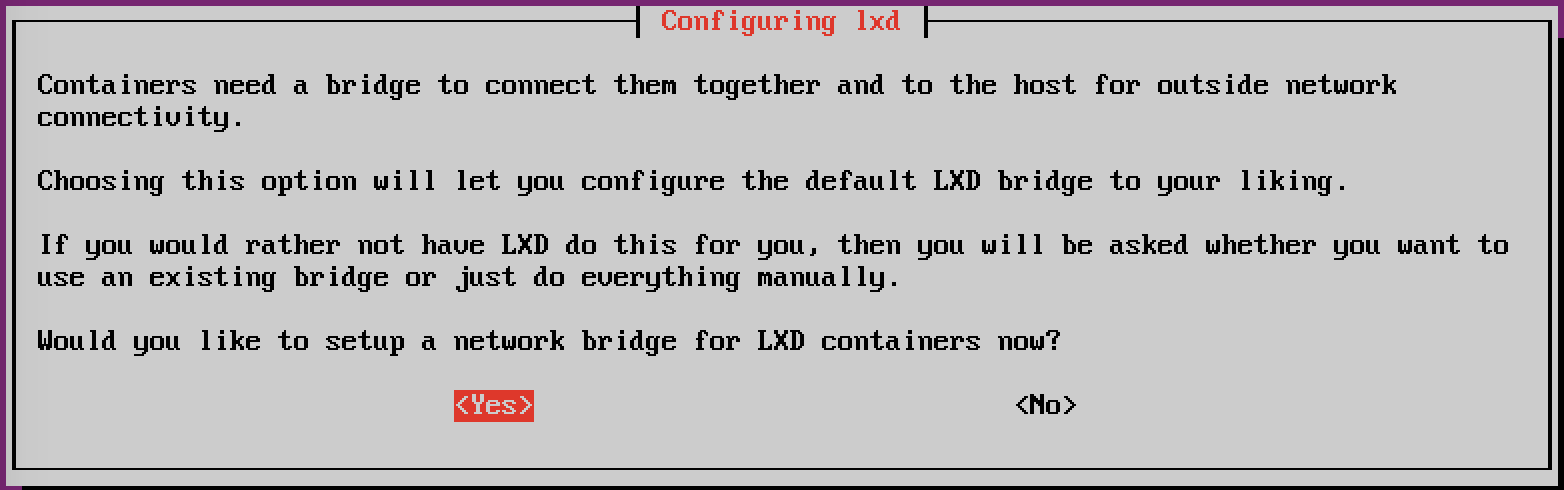 Configuring lxd
Containers need a bridge to connect them together and to the host for outside network
connectivity.
Choosing this option will let you configure the default LXD bridge to your liking.
If you would rather not have LXD do this for you, then you will be asked whether you want to
use an existing bridge or just do everything manually.
Would you like to setup a network bridge for LXD containers now?
<Yes> <No>